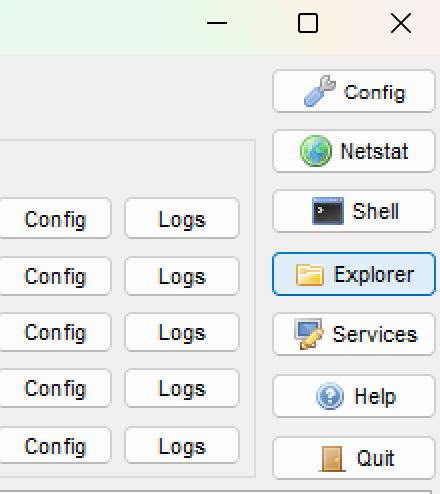 Config
Netstat
Config Logs Shell
Config Logs Explorer
Config Logs Services
Config Logs Help
Config Logs Quit